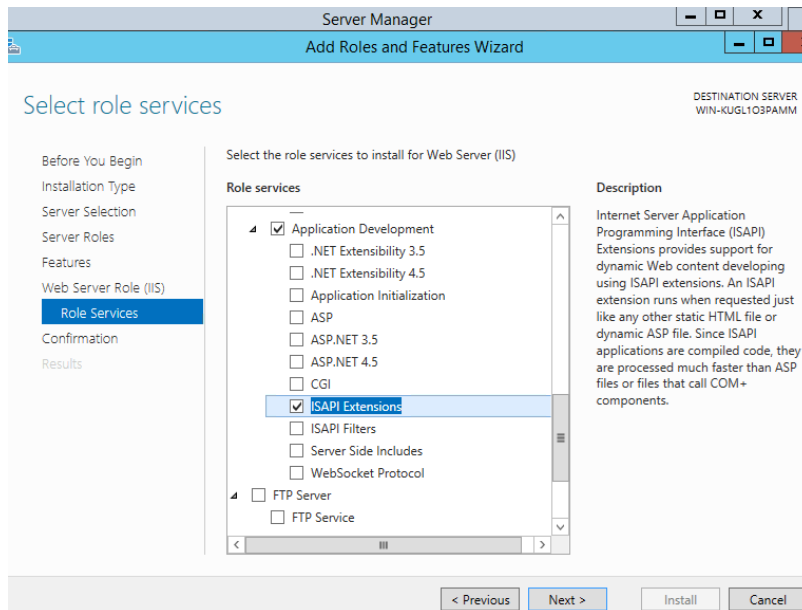 Server Manager
Add Roles and Features Wizard
Select role services
DESTINATION SERVER
WIN-KUGL1O3PAMM
Before You Begin
Installation Type
Server Selection
Server Roles
Features
Web Server Role (IIS)
Role Services
Confirmation
Results
Select the role services to install for Web Server (IIS)
Role services
Application Development
.NET Extensibility 3.5
.NET Extensibility 4.5
Application Initialization
ASP
ASP.NET 3.5
ASP.NET 4.5
CGI
ISAPI Extensions
ISAPI Filters
Server Side Includes
WebSocket Protocol
FTP Server
FTP Service
Description
Internet Server Application
Programming Interface (ISAPI)
Extensions provides support for
dynamic Web content developing
using ISAPI extensions. An ISAPI
extension runs when requested just
like any other static HTML file or
dynamic ASP file. Since ISAPI
applications are compiled code, they
are processed much faster than ASP
files or files that call COM+
components.
< Previous
Next >
Install
Cancel